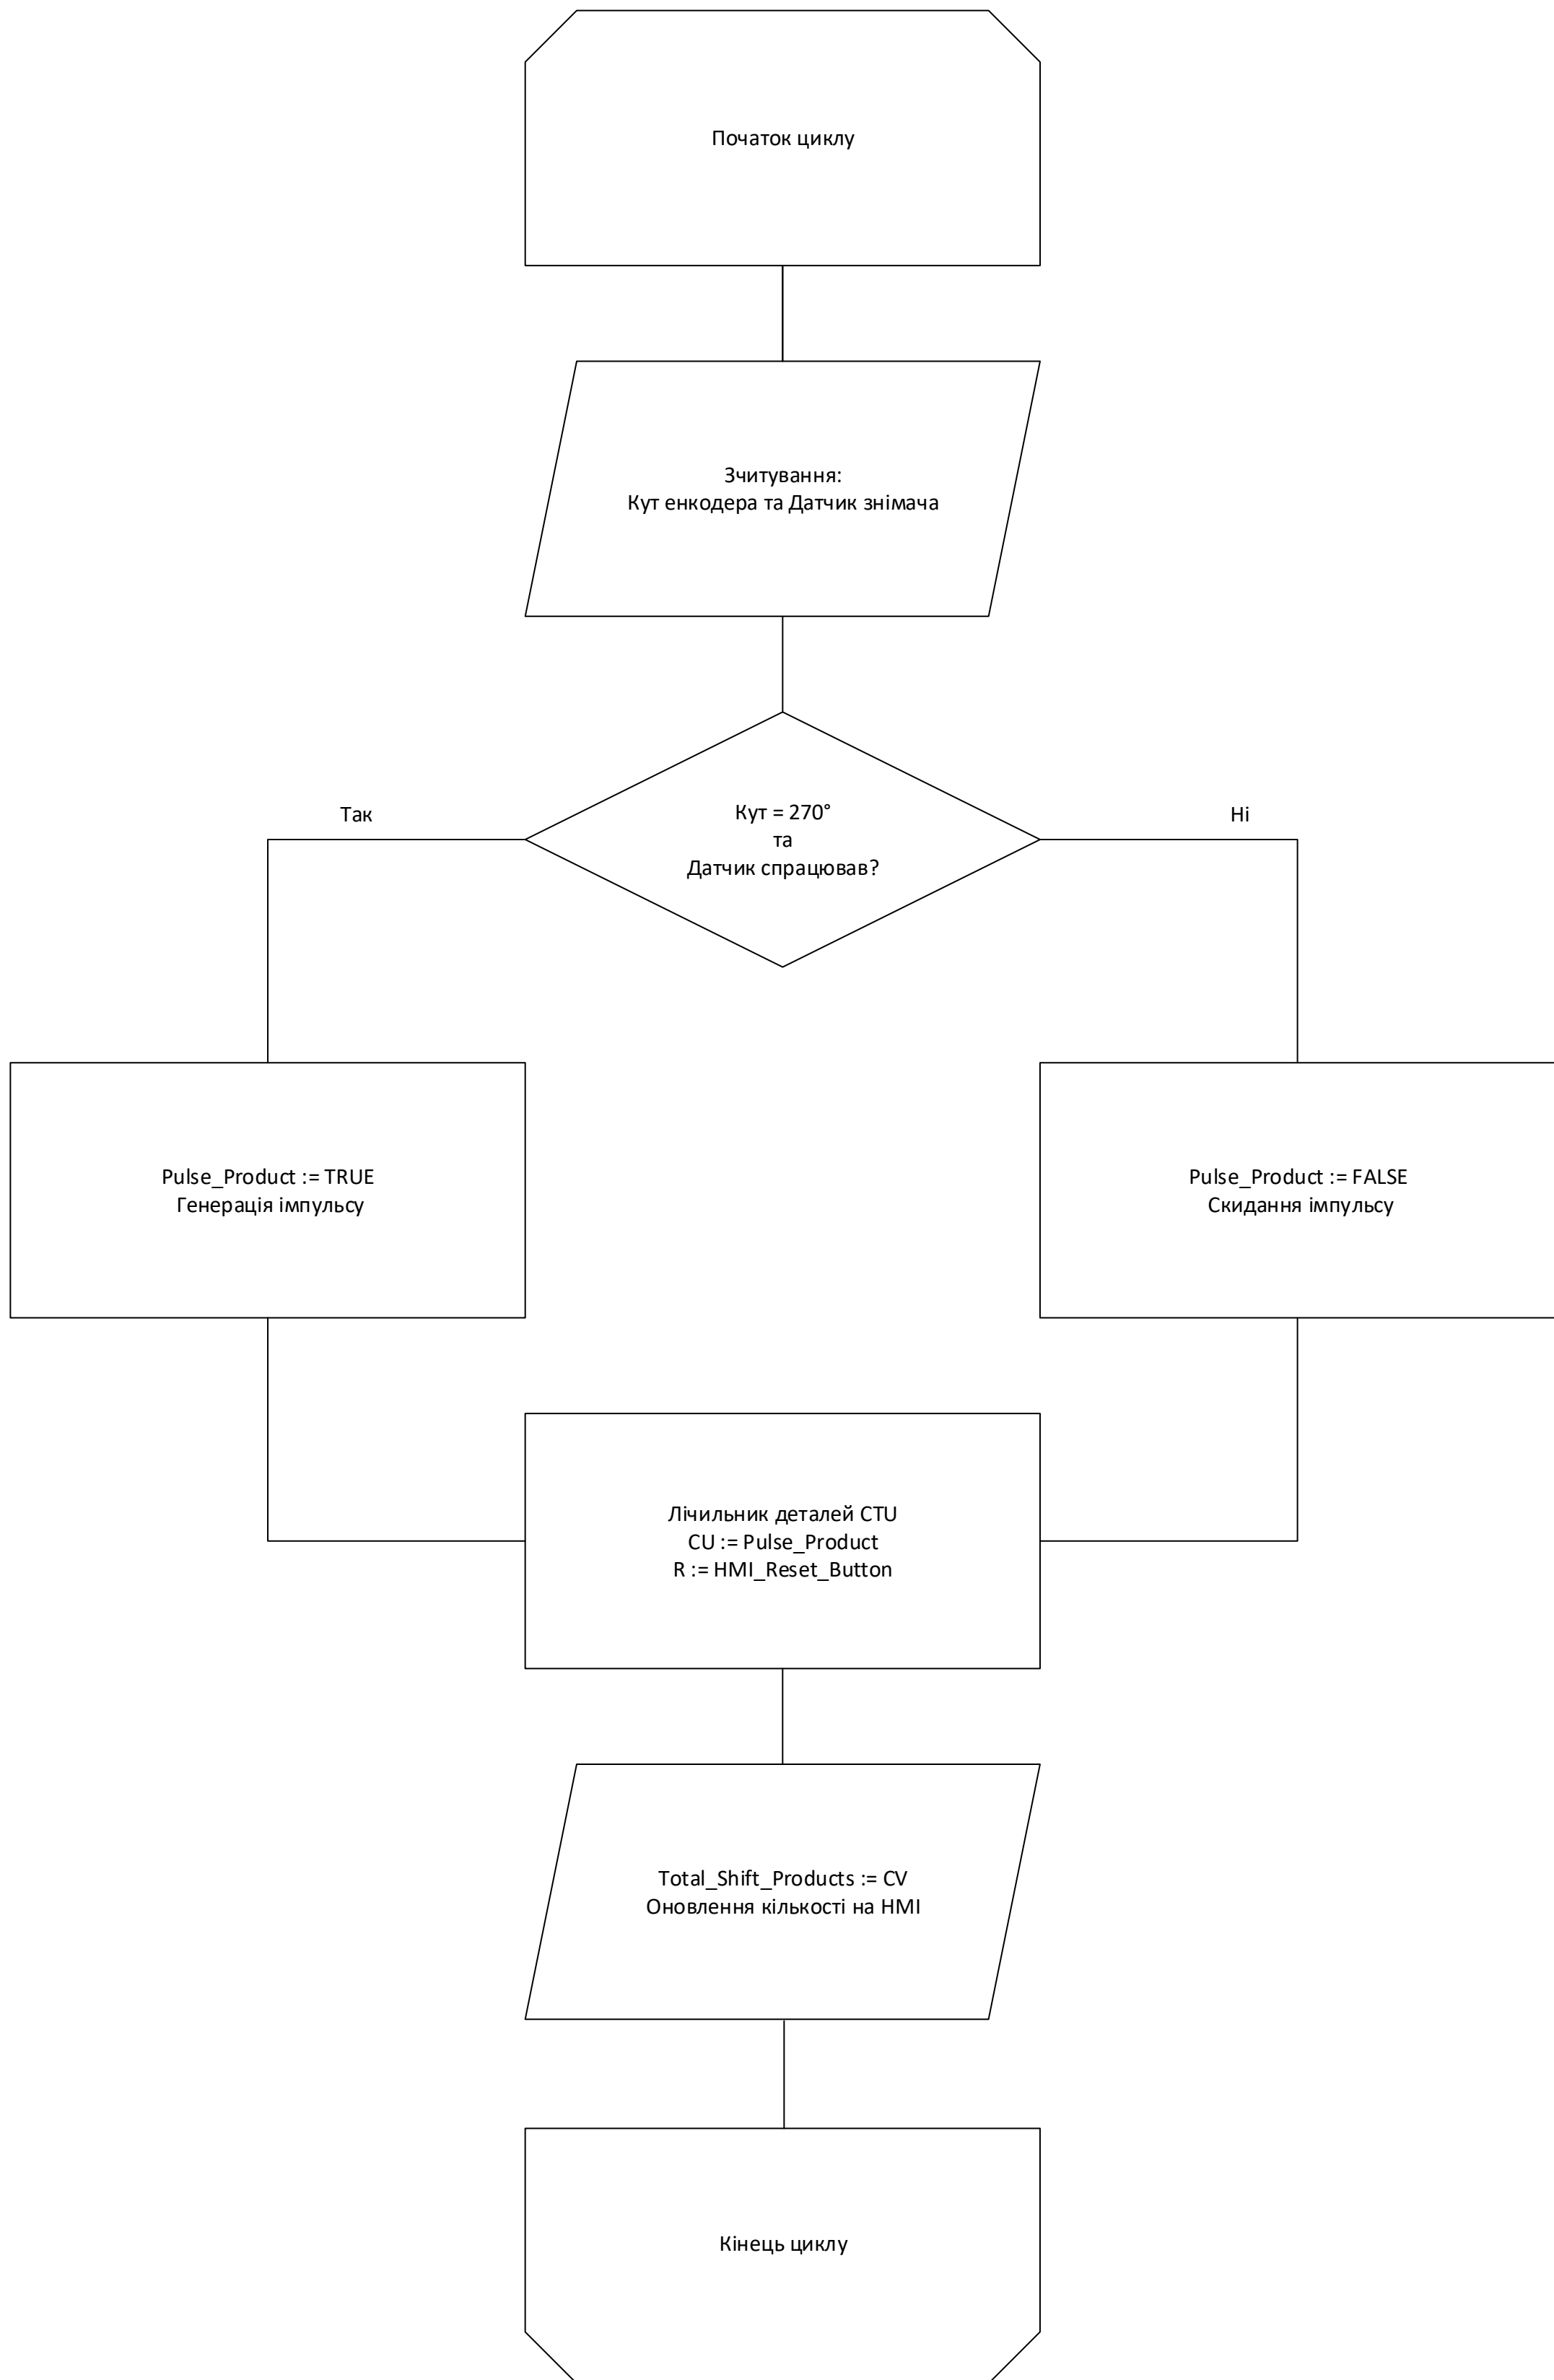 Початок циклу
Зчитування:
Кут енкодера та Датчик знімача
Кут = 270°
та
Датчик спрацював?
Так
Ні
Pulse_Product := TRUE
Генерація імпульсу
Pulse_Product := FALSE
Скидання імпульсу
Лічильник деталей CTU
CU := Pulse_Product
R := HMI_Reset_Button
Total_Shift_Products := CV
Оновлення кількості на HMI
Кінець циклу